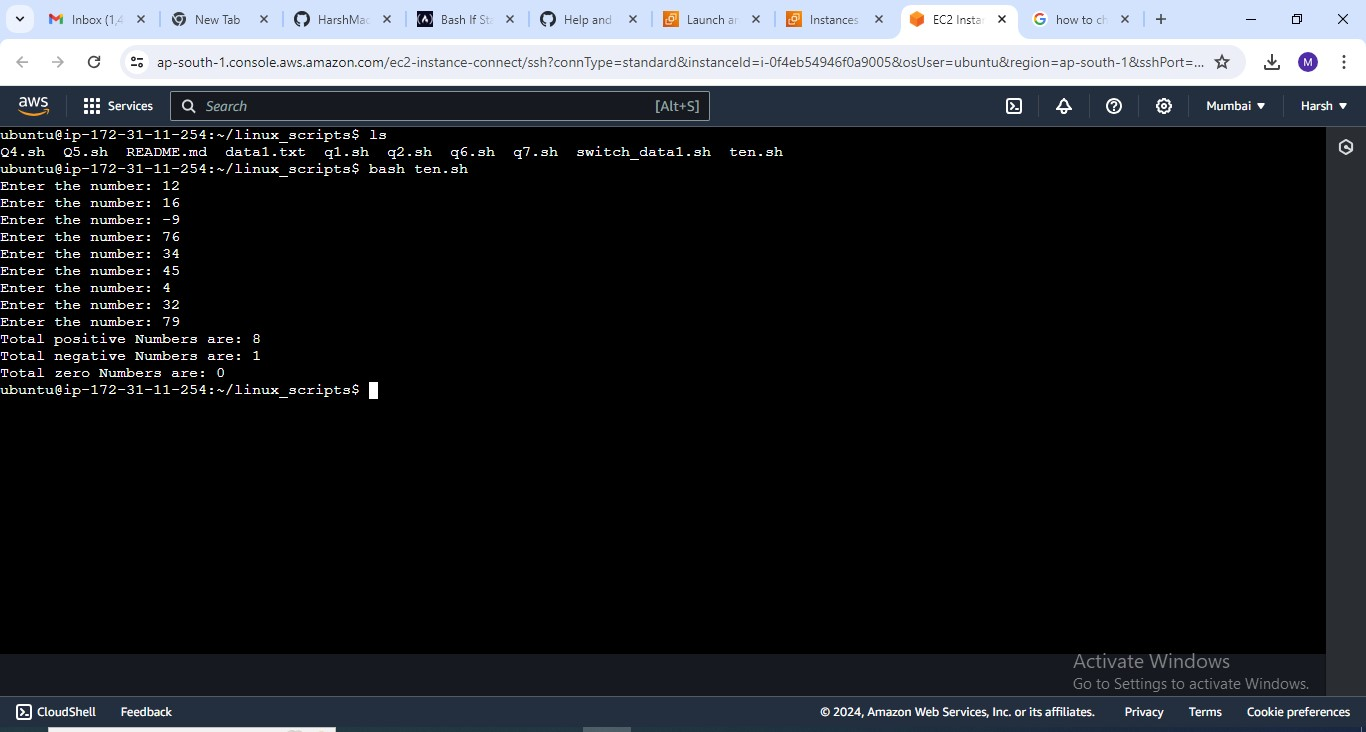 Inbox (1,4
New Tab
HarshMac
Bash If Sta
Help and
Launch an
Instances
EC2 Instan
how to ch
ap-south-1.console.aws.amazon.com/ec2-instance-connect/ssh?connType=standard&instanceId=i-0f4eb54946f0a9005&osUser=ubuntu&region=ap-south-1&sshPort=...
M
aws
Services
Search
[Alt+S]
Mumbai
Harsh
ubuntu@ip-172-31-11-254:~/linux_scripts$ ls
Q4.sh Q5.sh README.md data1.txt q1.sh q2.sh q6.sh q7.sh switch_data1.sh ten.sh
ubuntu@ip-172-31-11-254:~/linux_scripts$ bash ten.sh
Enter the number: 12
Enter the number: 16
Enter the number: -9
Enter the number: 76
Enter the number: 34
Enter the number: 45
Enter the number: 4
Enter the number: 32
Enter the number: 79
Total positive Numbers are: 8
Total negative Numbers are: 1
Total zero Numbers are: 0
ubuntu@ip-172-31-11-254:~/linux_scripts$
Activate Windows
Go to Settings to activate Windows.
CloudShell
Feedback
© 2024, Amazon Web Services, Inc. or its affiliates.
Privacy
Terms
Cookie preferences